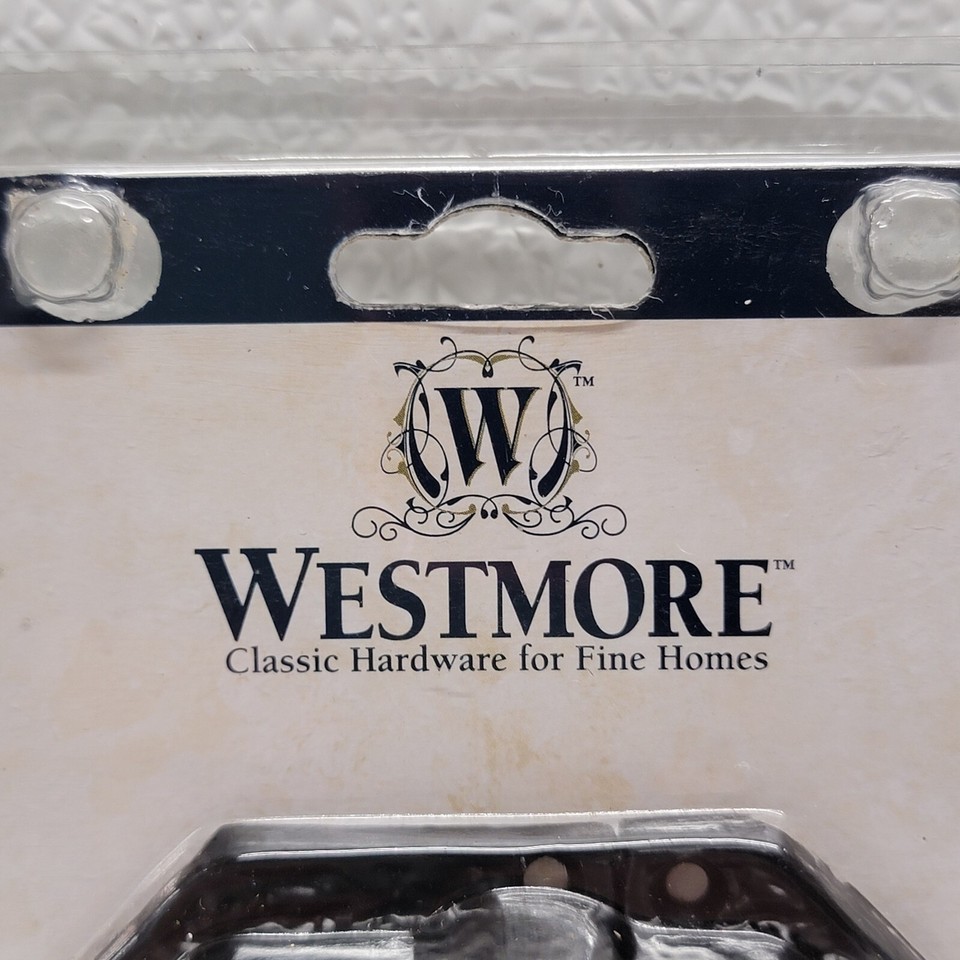 W™
WESTMORE™
Classic Hardware for Fine Homes